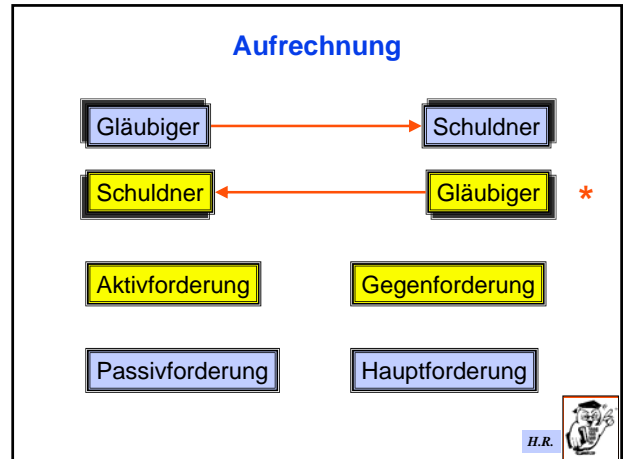 Aufrechnung
Gläubiger Schuldner
Schuldner Gläubiger *
Aktivforderung Gegenforderung
Passivforderung Hauptforderung
H.R.